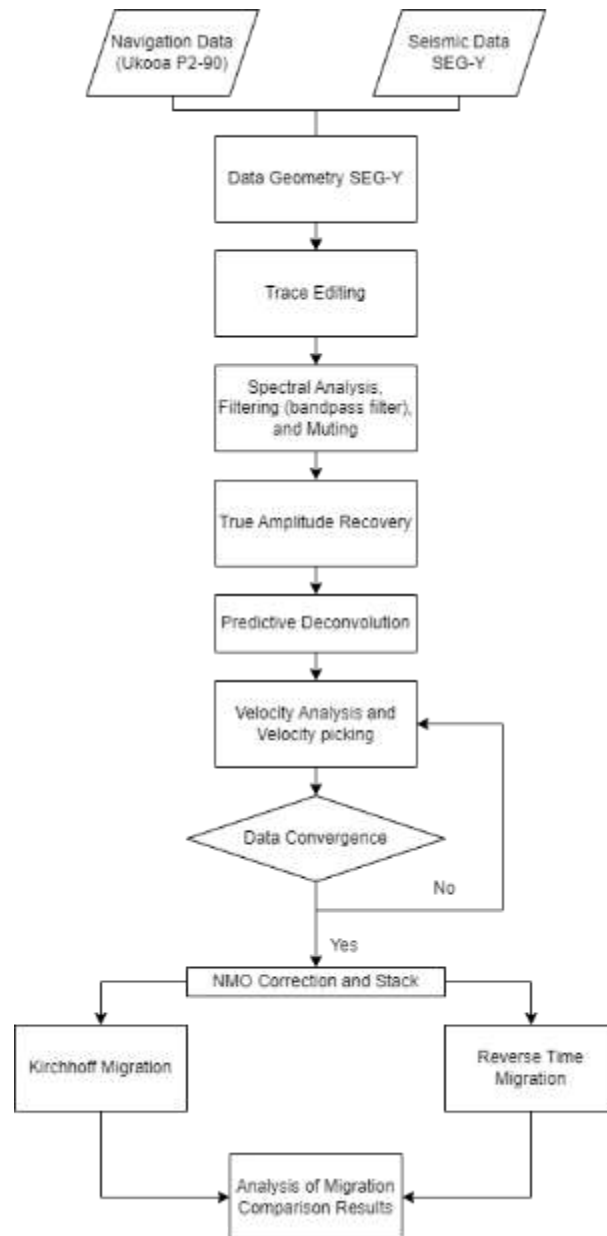 Navigation Data
(Ukooa P2-90)
Seismic Data
SEG-Y
Data Geometry SEG-Y
Trace Editing
Spectral Analysis,
Filtering (bandpass filter),
and Muting
True Amplitude Recovery
Predictive Deconvolution
Velocity Analysis and
Velocity picking
Data Convergence
No
Yes
NMO Correction and Stack
Kirchhoff Migration
Reverse Time
Migration
Analysis of Migration
Comparison Results